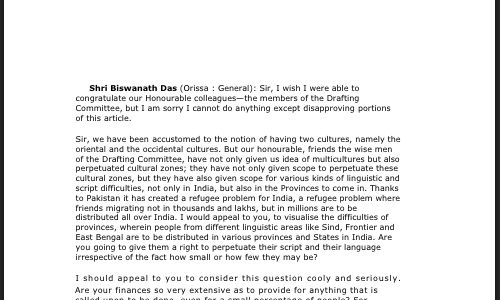 Shri Biswanath Das (Orissa : General): Sir, I wish I were able to
congratulate our Honourable colleagues—the members of the Drafting
Committee, but I am sorry I cannot do anything except disapproving portions
of this article.
Sir, we have been accustomed to the notion of having two cultures, namely the
oriental and the occidental cultures. But our honourable, friends the wise men
of the Drafting Committee, have not only given us idea of multicultures but also
perpetuated cultural zones; they have not only given scope to perpetuate these
cultural zones, but they have also given scope for various kinds of linguistic and
script difficulties, not only in India, but also in the Provinces to come in. Thanks
to Pakistan it has created a refugee problem for India, a refugee problem where
friends migrating not in thousands and lakhs, but in millions are to be
distributed all over India. I would appeal to you, to visualise the difficulties of
provinces, wherein people from different linguistic areas like Sind, Frontier and
East Bengal are to be distributed in various provinces and States in India. Are
you going to give them a right to perpetuate their script and their language
irrespective of the fact how small or how few they may be?
I should appeal to you to consider this question cooly and seriously.
Are your finances so very extensive as to provide for anything that is
called upon to be done, even for a small percentage of people? For